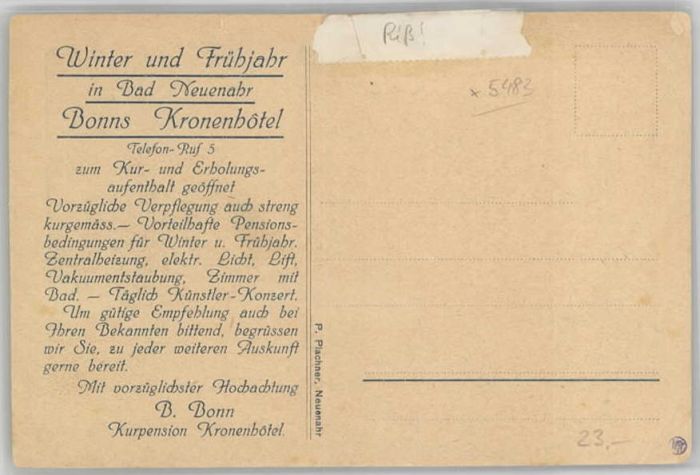 Winter und Frühjahr
in Bad Neuenahr
Bonns Kronenhôtel
Telefon-Ruf 5
zum Kur- und Erholungs-
aufenthalt geöffnet
Vorzügliche Verpflegung auch streng
kurgemäss.— Vorteilhafte Pensions-
bedingungen für Winter u. Frühjahr.
Zentralheizung, elektr. Licht, Lift,
Vakuumentstaubung, Zimmer mit
Bad. — Täglich Künstler-Konzert.
Um gütige Empfehlung auch bei
Ihren Bekannten bittend, begrüssen
wir Sie, zu jeder weiteren Auskunft
gerne bereit.
Mit vorzüglichster Hochachtung
B. Bonn
Kurpension Kronenhôtel.
P. Plachner, Neuenahr
Riß!
x 5483
23,-